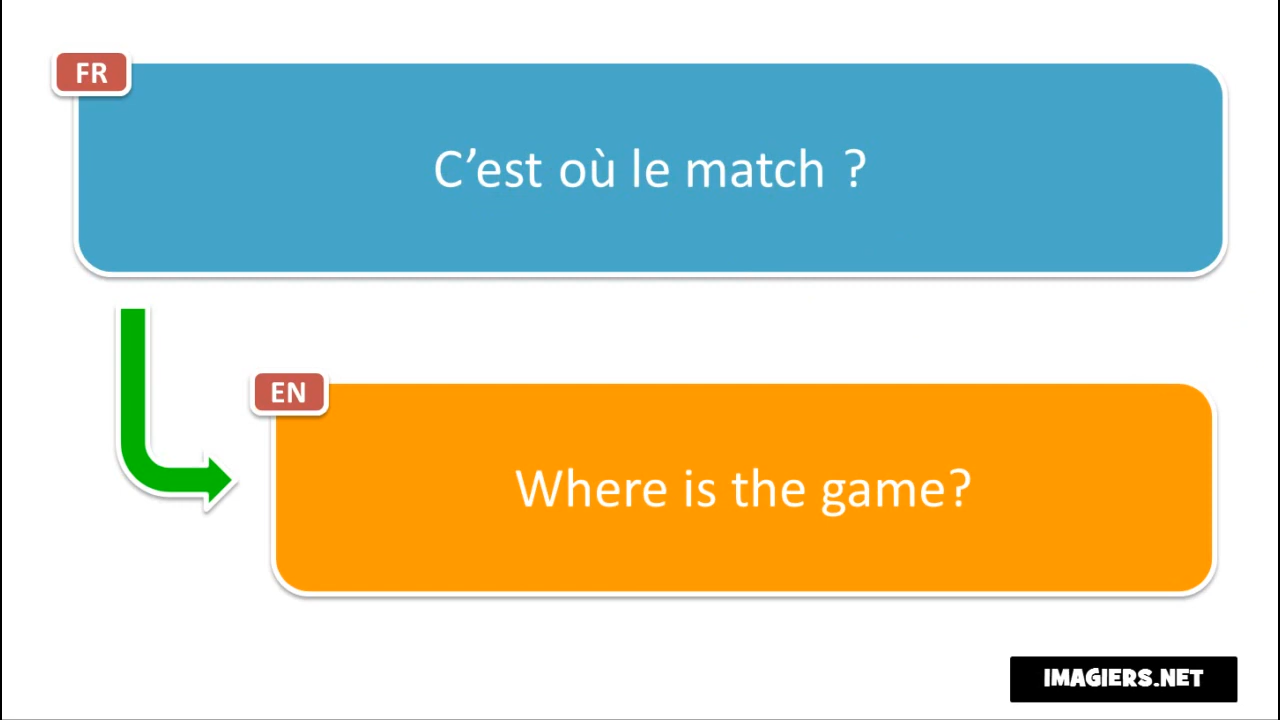 FR
C’est où le match ?
EN
Where is the game?
IMAGIERS.NET